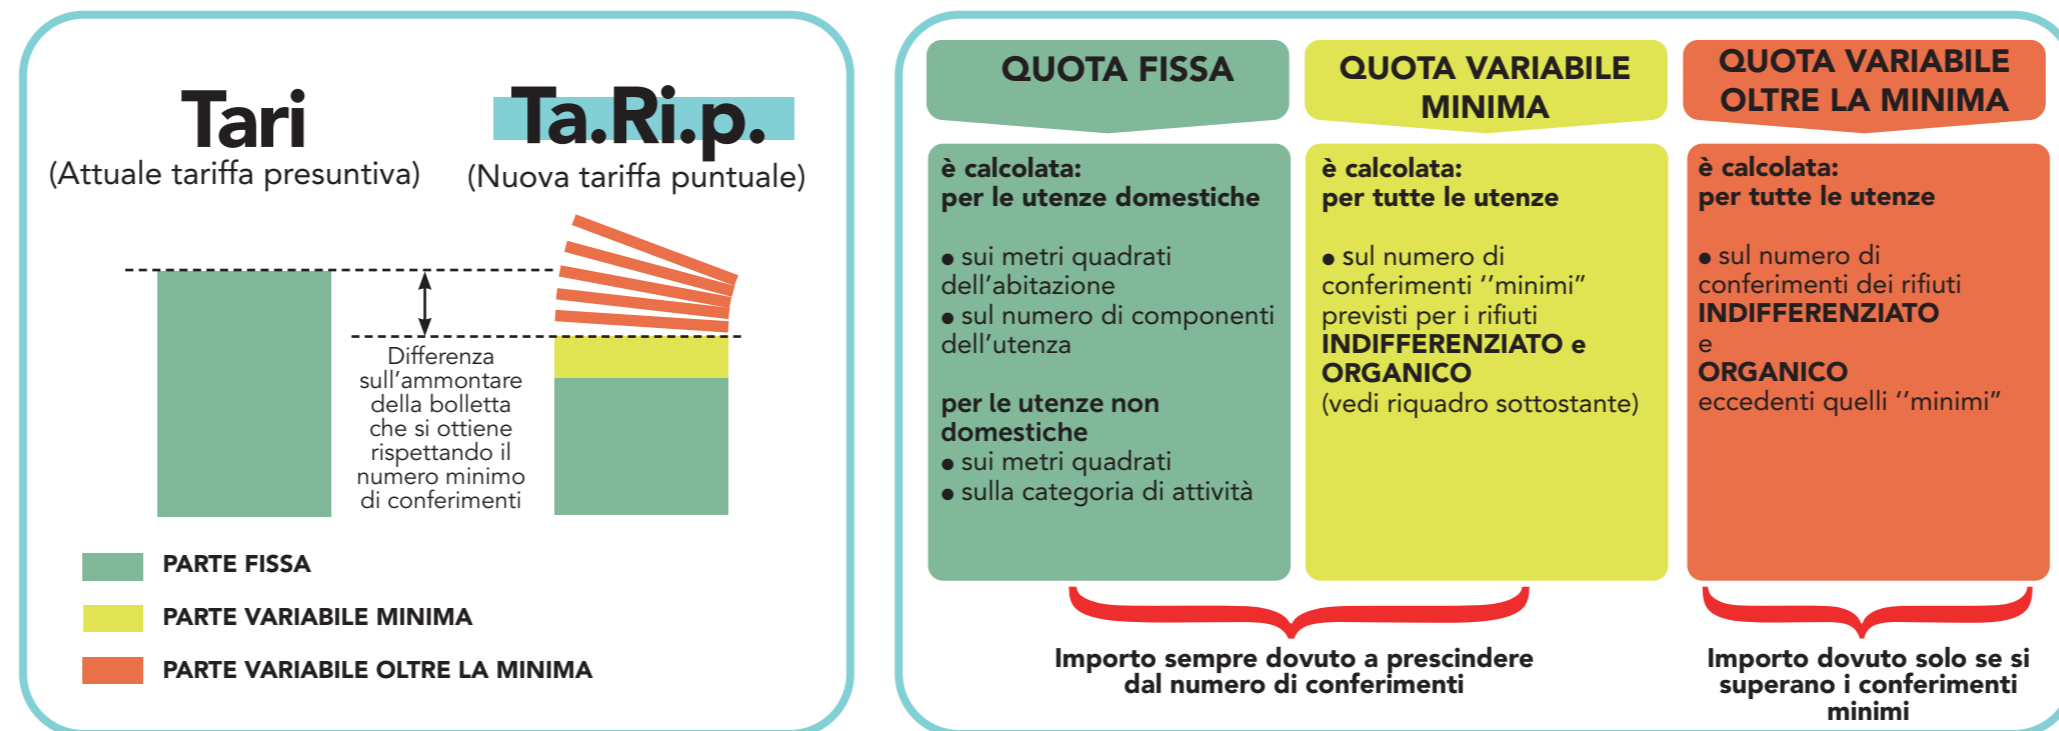 Tari
(Attuale tariffa presuntiva)
Ta.Ri.p.
(Nuova tariffa puntuale)
Differenza
sull'ammontare
della bolletta
che si ottiene
rispettando il
numero minimo
di conferimenti
PARTE FISSA
PARTE VARIABILE MINIMA
PARTE VARIABILE OLTRE LA MINIMA
QUOTA FISSA
è calcolata:
per le utenze domestiche
● sui metri quadrati
dell'abitazione
● sul numero di componenti
dell'utenza
per le utenze non
domestiche
● sui metri quadrati
● sulla categoria di attività
QUOTA VARIABILE
MINIMA
è calcolata:
per tutte le utenze
● sul numero di
conferimenti ''minimi"
previsti per i rifiuti
INDIFFERENZIATO e
ORGANICO
(vedi riquadro sottostante)
QUOTA VARIABILE
OLTRE LA MINIMA
è calcolata:
per tutte le utenze
● sul numero di
conferimenti dei rifiuti
INDIFFERENZIATO
e
ORGANICO
eccedenti quelli ''minimi"
Importo sempre dovuto a prescindere
dal numero di conferimenti
Importo dovuto solo se si
superano i conferimenti
minimi